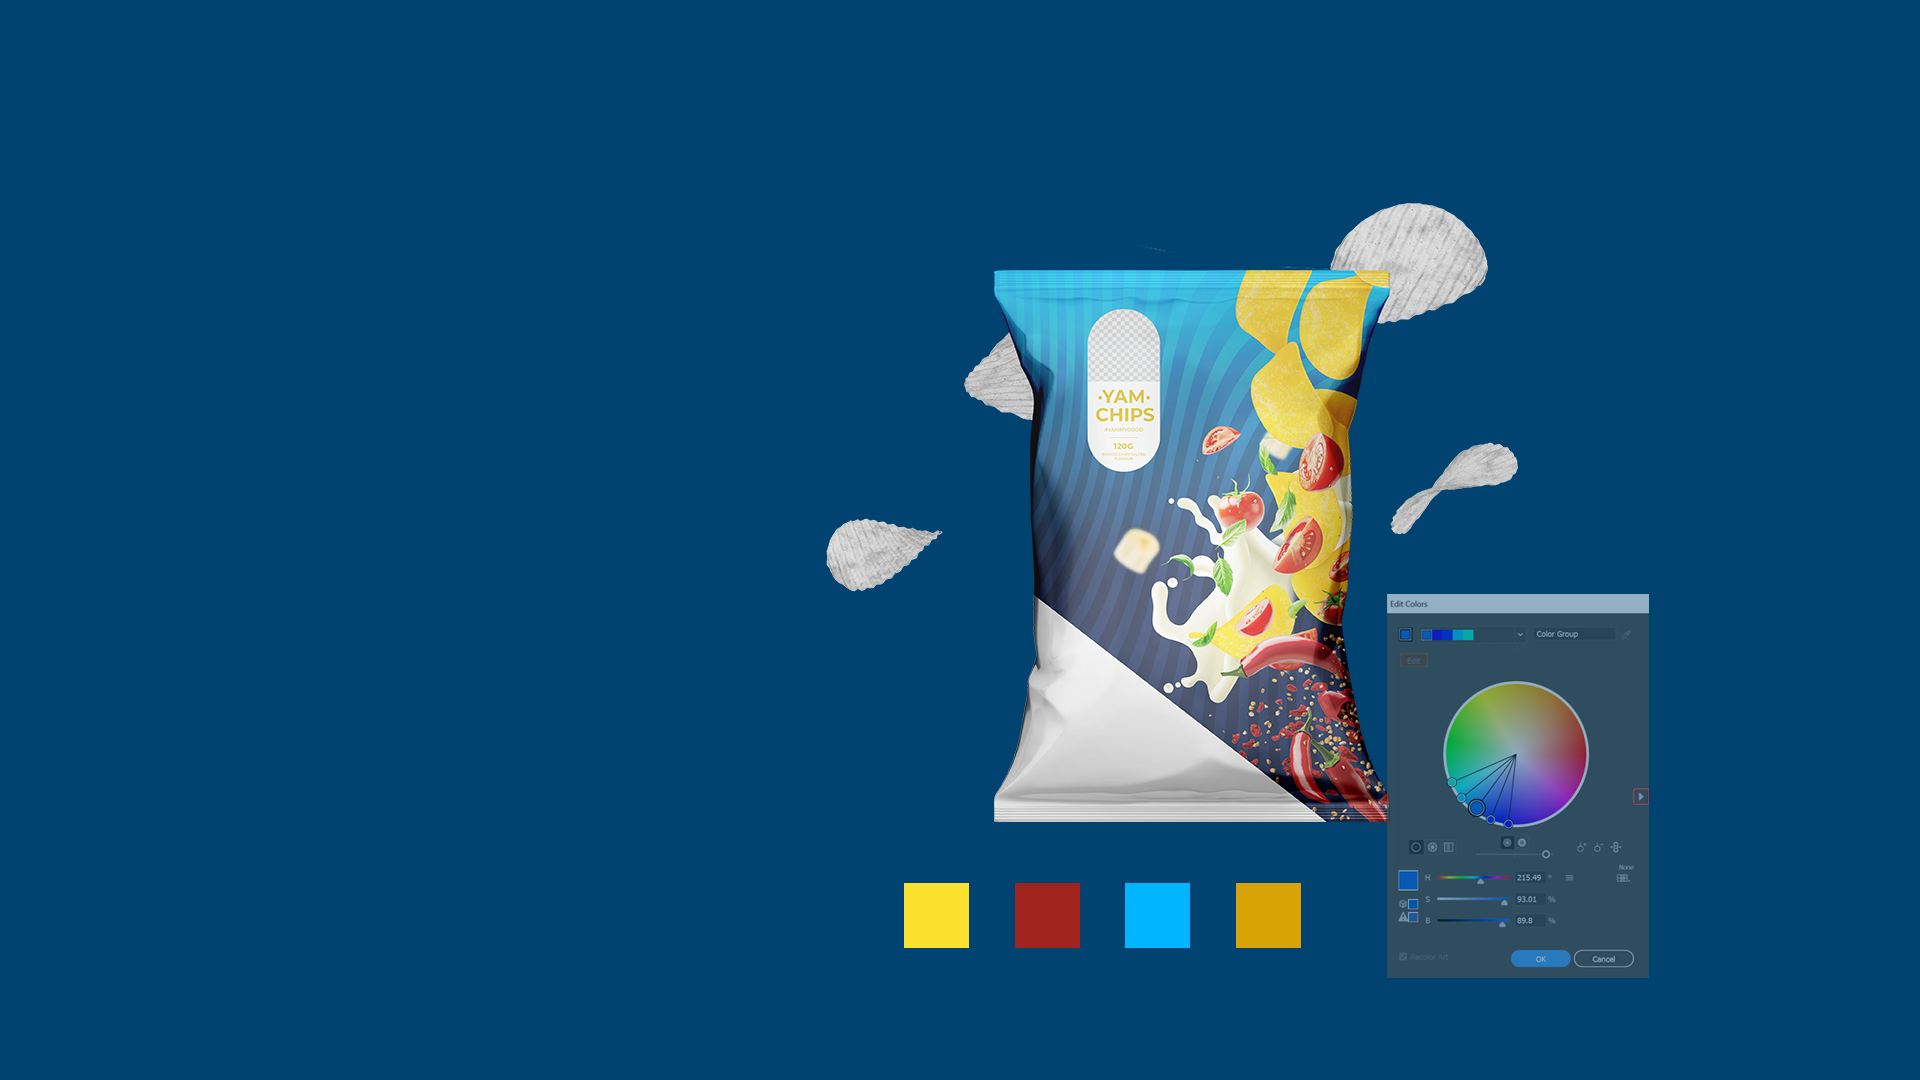 ·YAM·
CHIPS
#YAMMYGOOD
120G
Edit Colors
Color Group
Edit
H 215.49 °
None
S 93.01 %
B 89.8 %
Recolor Art
OK
Cancel